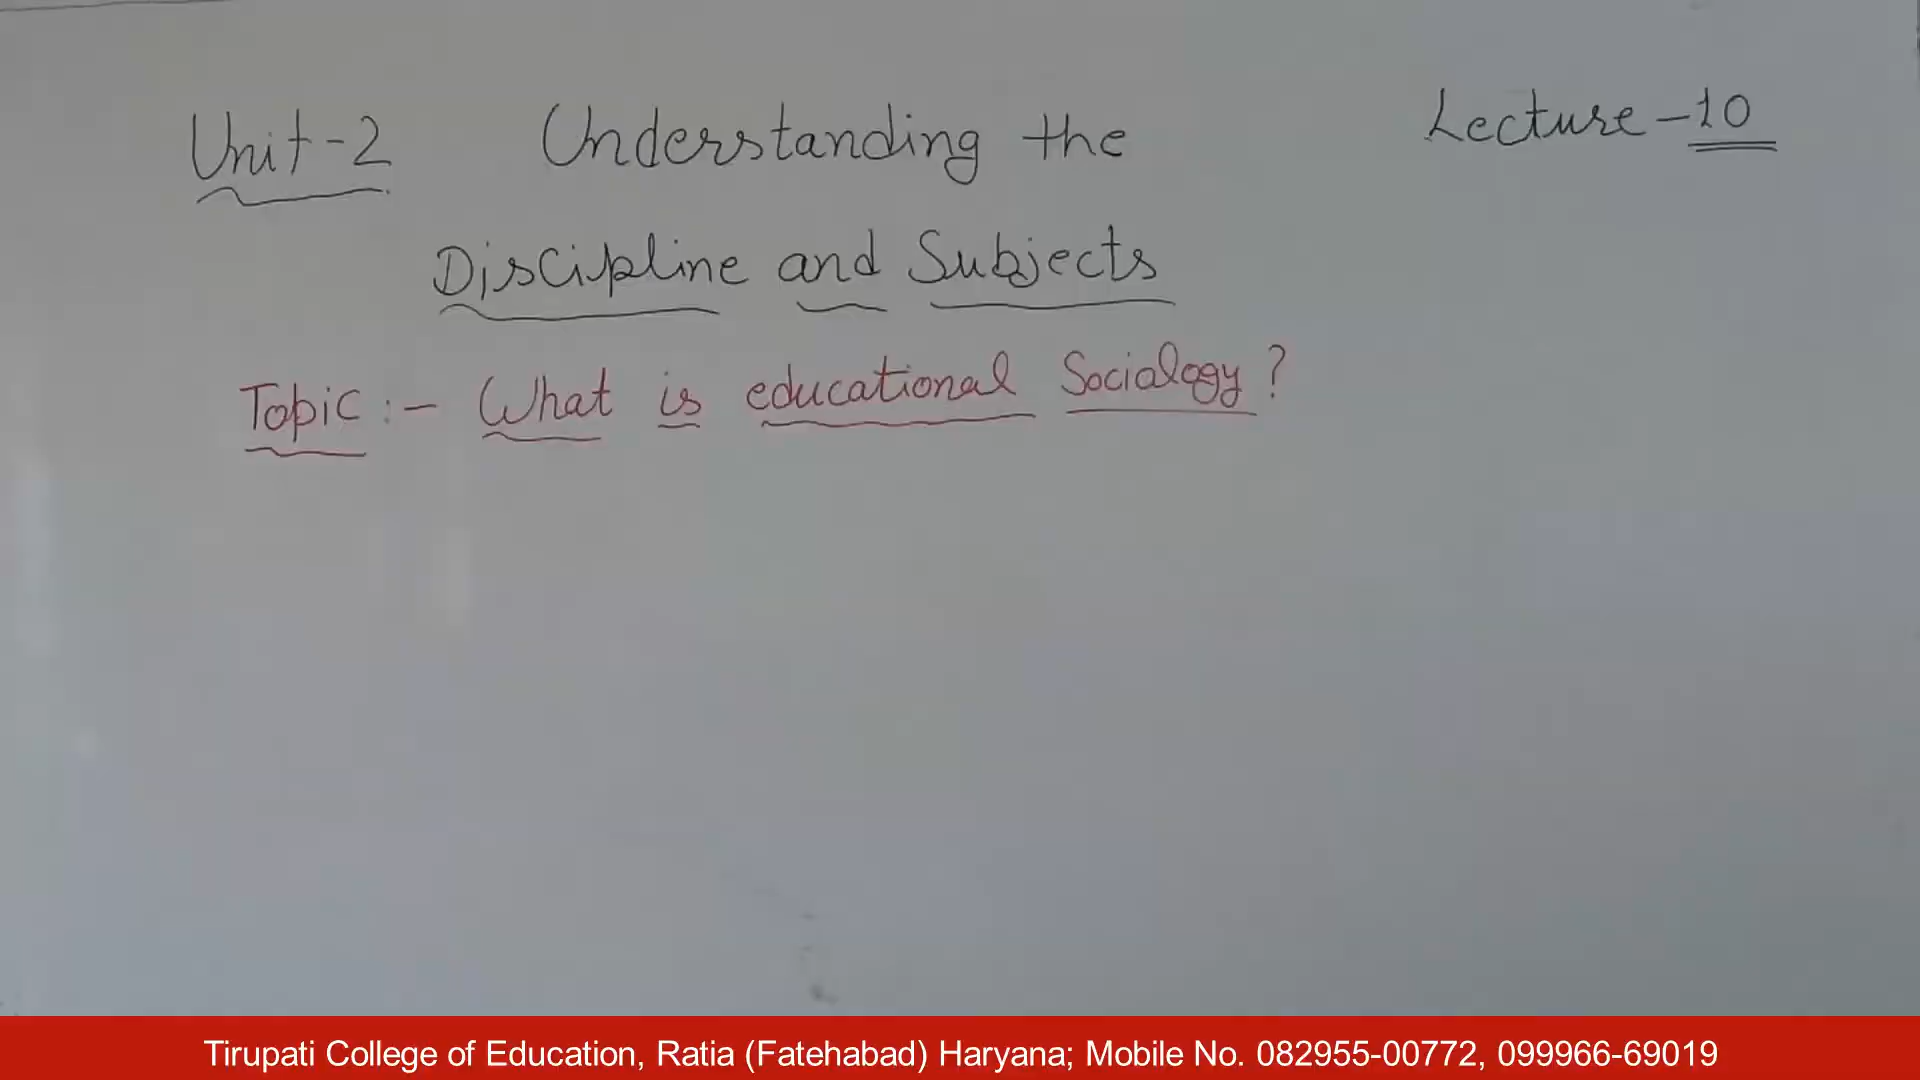 Unit-2 Understanding the Lecture-10
Discipline and Subjects
Topic:- What is educational Socialogy?
Tirupati College of Education, Ratia (Fatehabad) Haryana; Mobile No. 082955-00772, 099966-69019